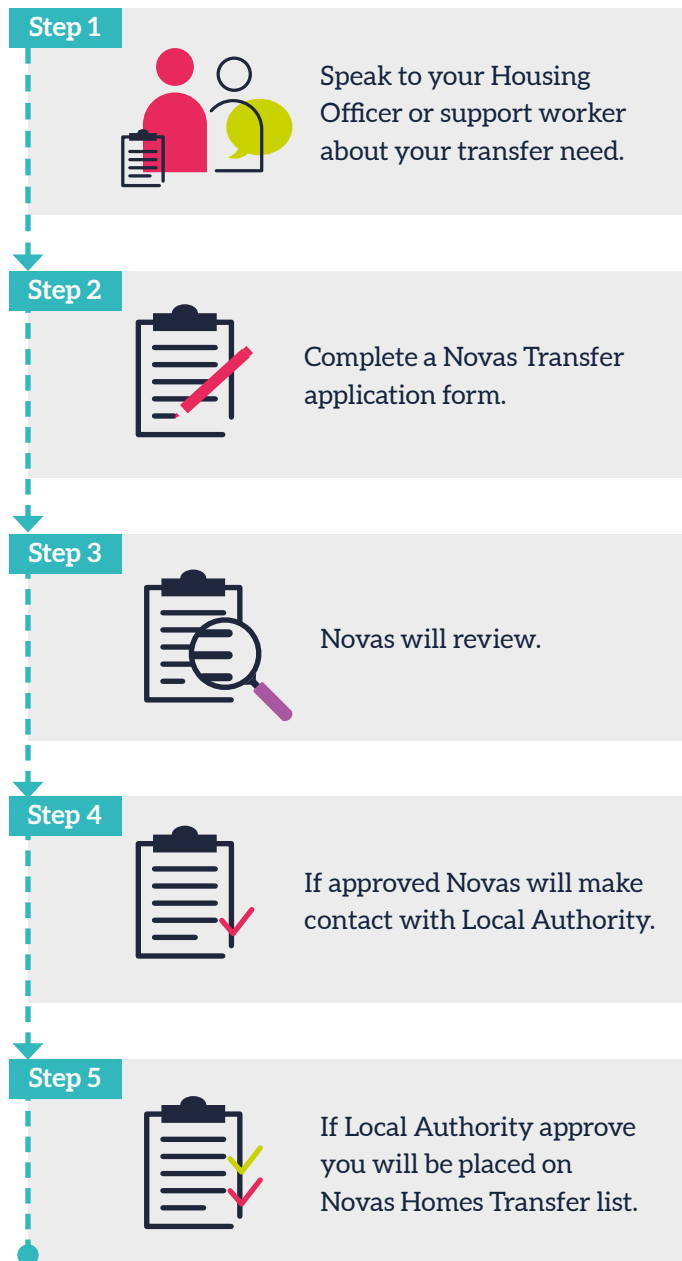 Step 1
Speak to your Housing
Officer or support worker
about your transfer need.
Step 2
Complete a Novas Transfer
application form.
Step 3
Novas will review.
Step 4
If approved Novas will make
contact with Local Authority.
Step 5
If Local Authority approve
you will be placed on
Novas Homes Transfer list.